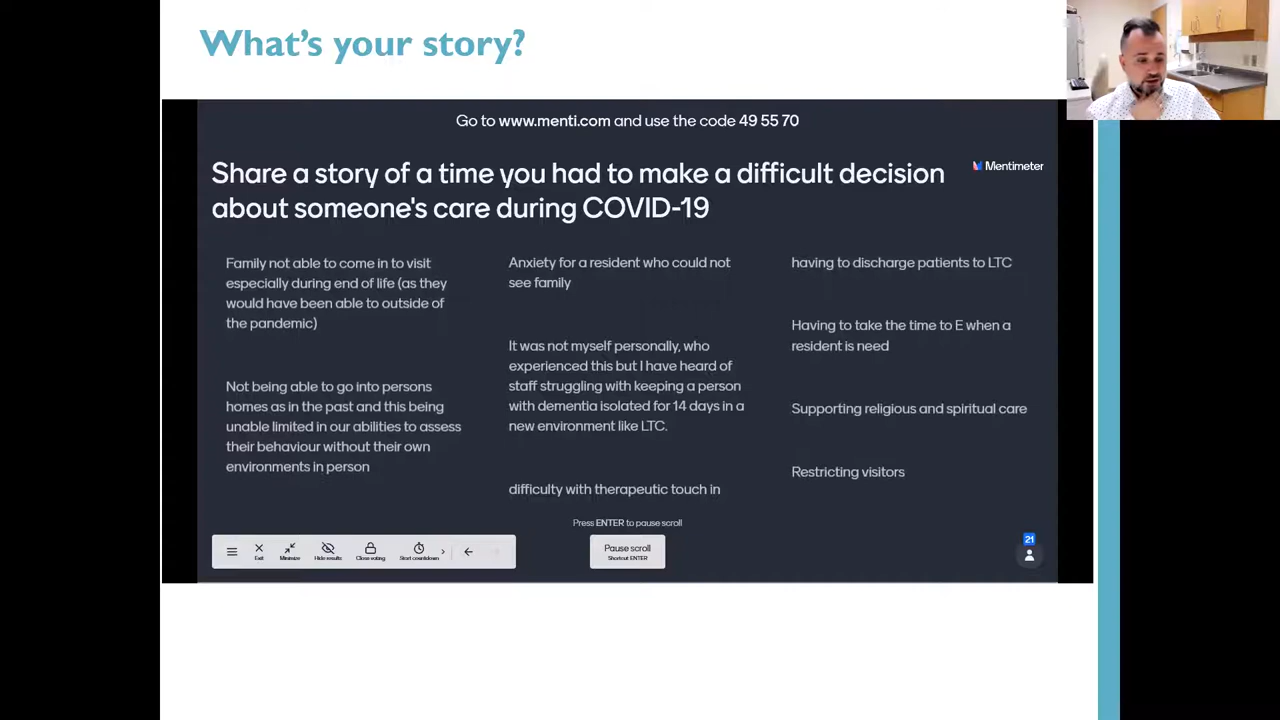 What's your story?
Go to www.menti.com and use the code 49 55 70
Mentimeter
Share a story of a time you had to make a difficult decision
about someone's care during COVID-19
Family not able to come in to visit
especially during end of life (as they
would have been able to outside of
the pandemic)
Not being able to go into persons
homes as in the past and this being
unable limited in our abilities to assess
their behaviour without their own
environments in person
Anxiety for a resident who could not
see family
It was not myself personally, who
experienced this but I have heard of
staff struggling with keeping a person
with dementia isolated for 14 days in a
new environment like LTC.
difficulty with therapeutic touch in
having to discharge patients to LTC
Having to take the time to E when a
resident is need
Supporting religious and spiritual care
Restricting visitors
Press ENTER to pause scroll
Exit
Minimize
Hide results
Close voting
Start countdown
Pause scroll
Shortcut ENTER
21